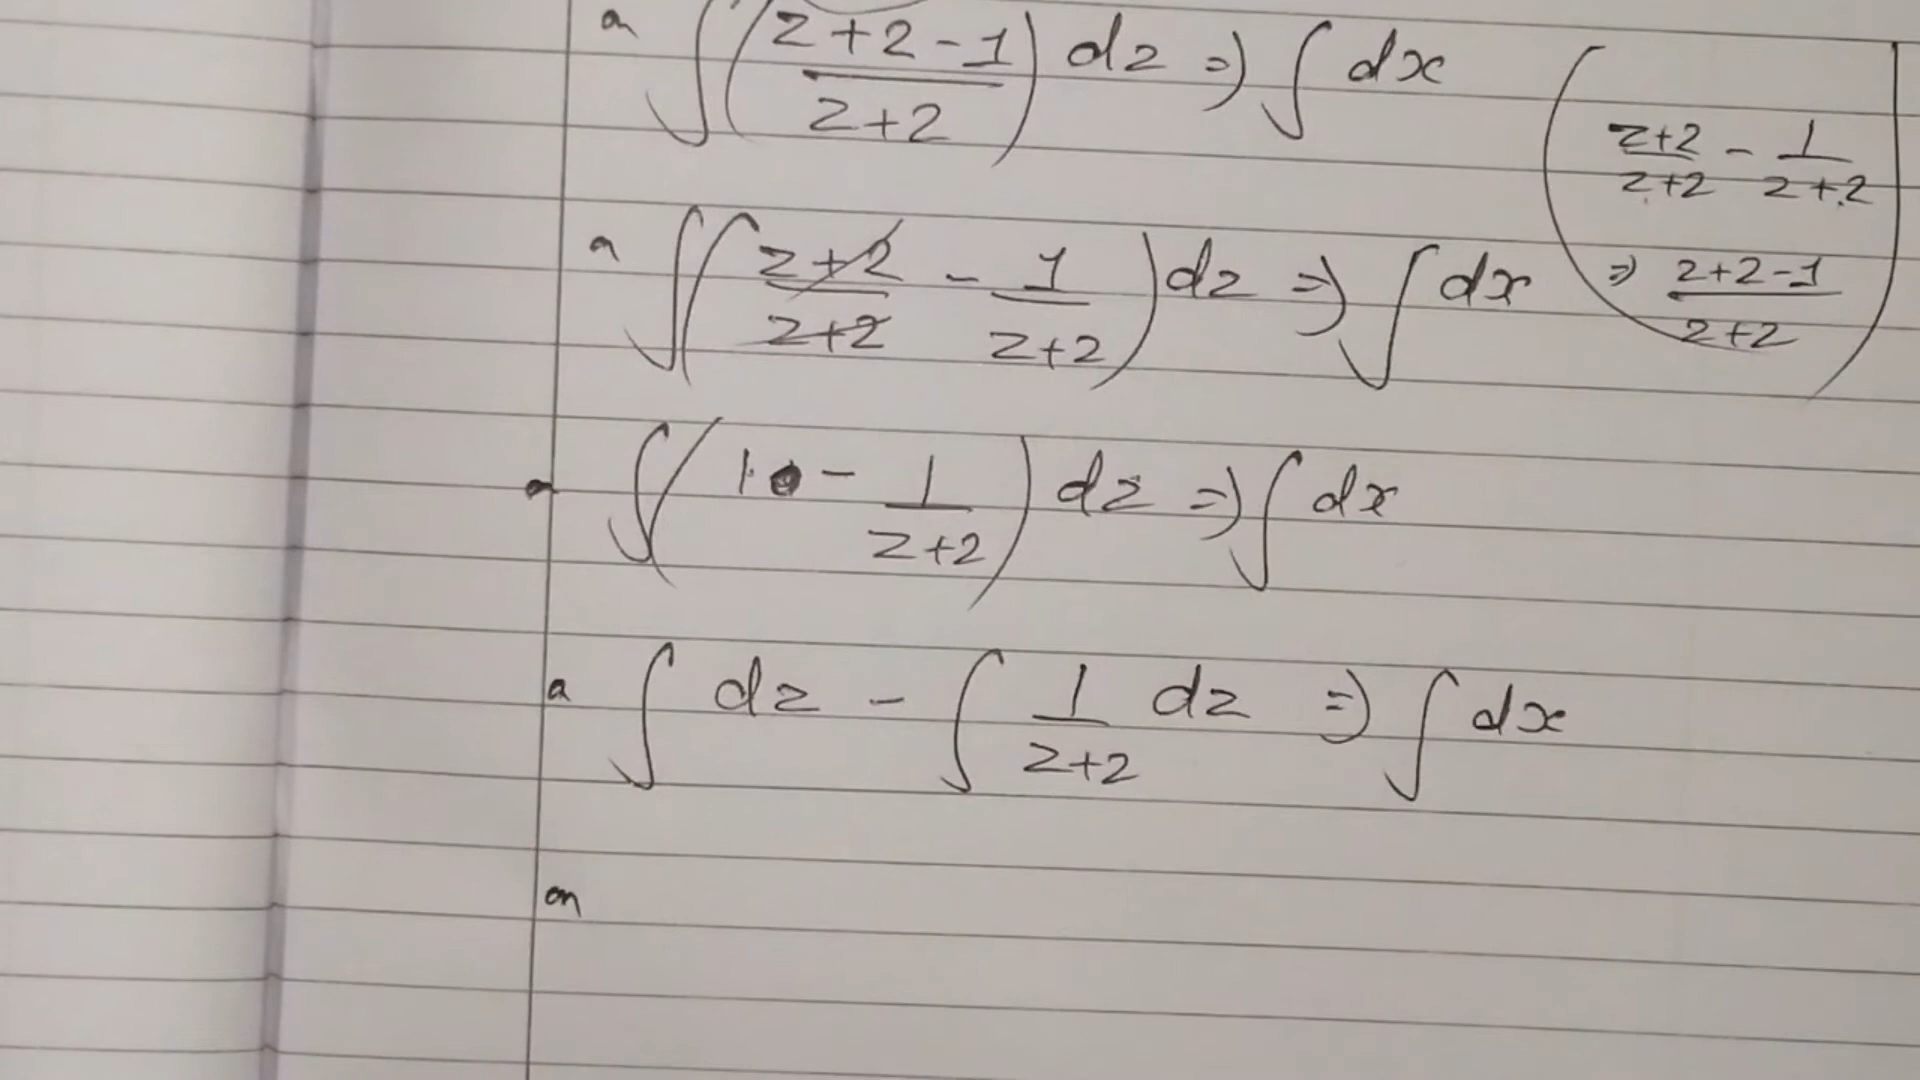 a ∫ ( (z+2-1)/(z+2) ) dz ⇒ ∫ dx
( (z+2)/(z+2) - 1/(z+2)
⇒ (z+2-1)/(z+2) )
a ∫ ( (z+2)/(z+2) - 1/(z+2) ) dz ⇒ ∫ dx
a ∫ ( 1 - 1/(z+2) ) dz ⇒ ∫ dx
a ∫ dz - ∫ 1/(z+2) dz ⇒ ∫ dx